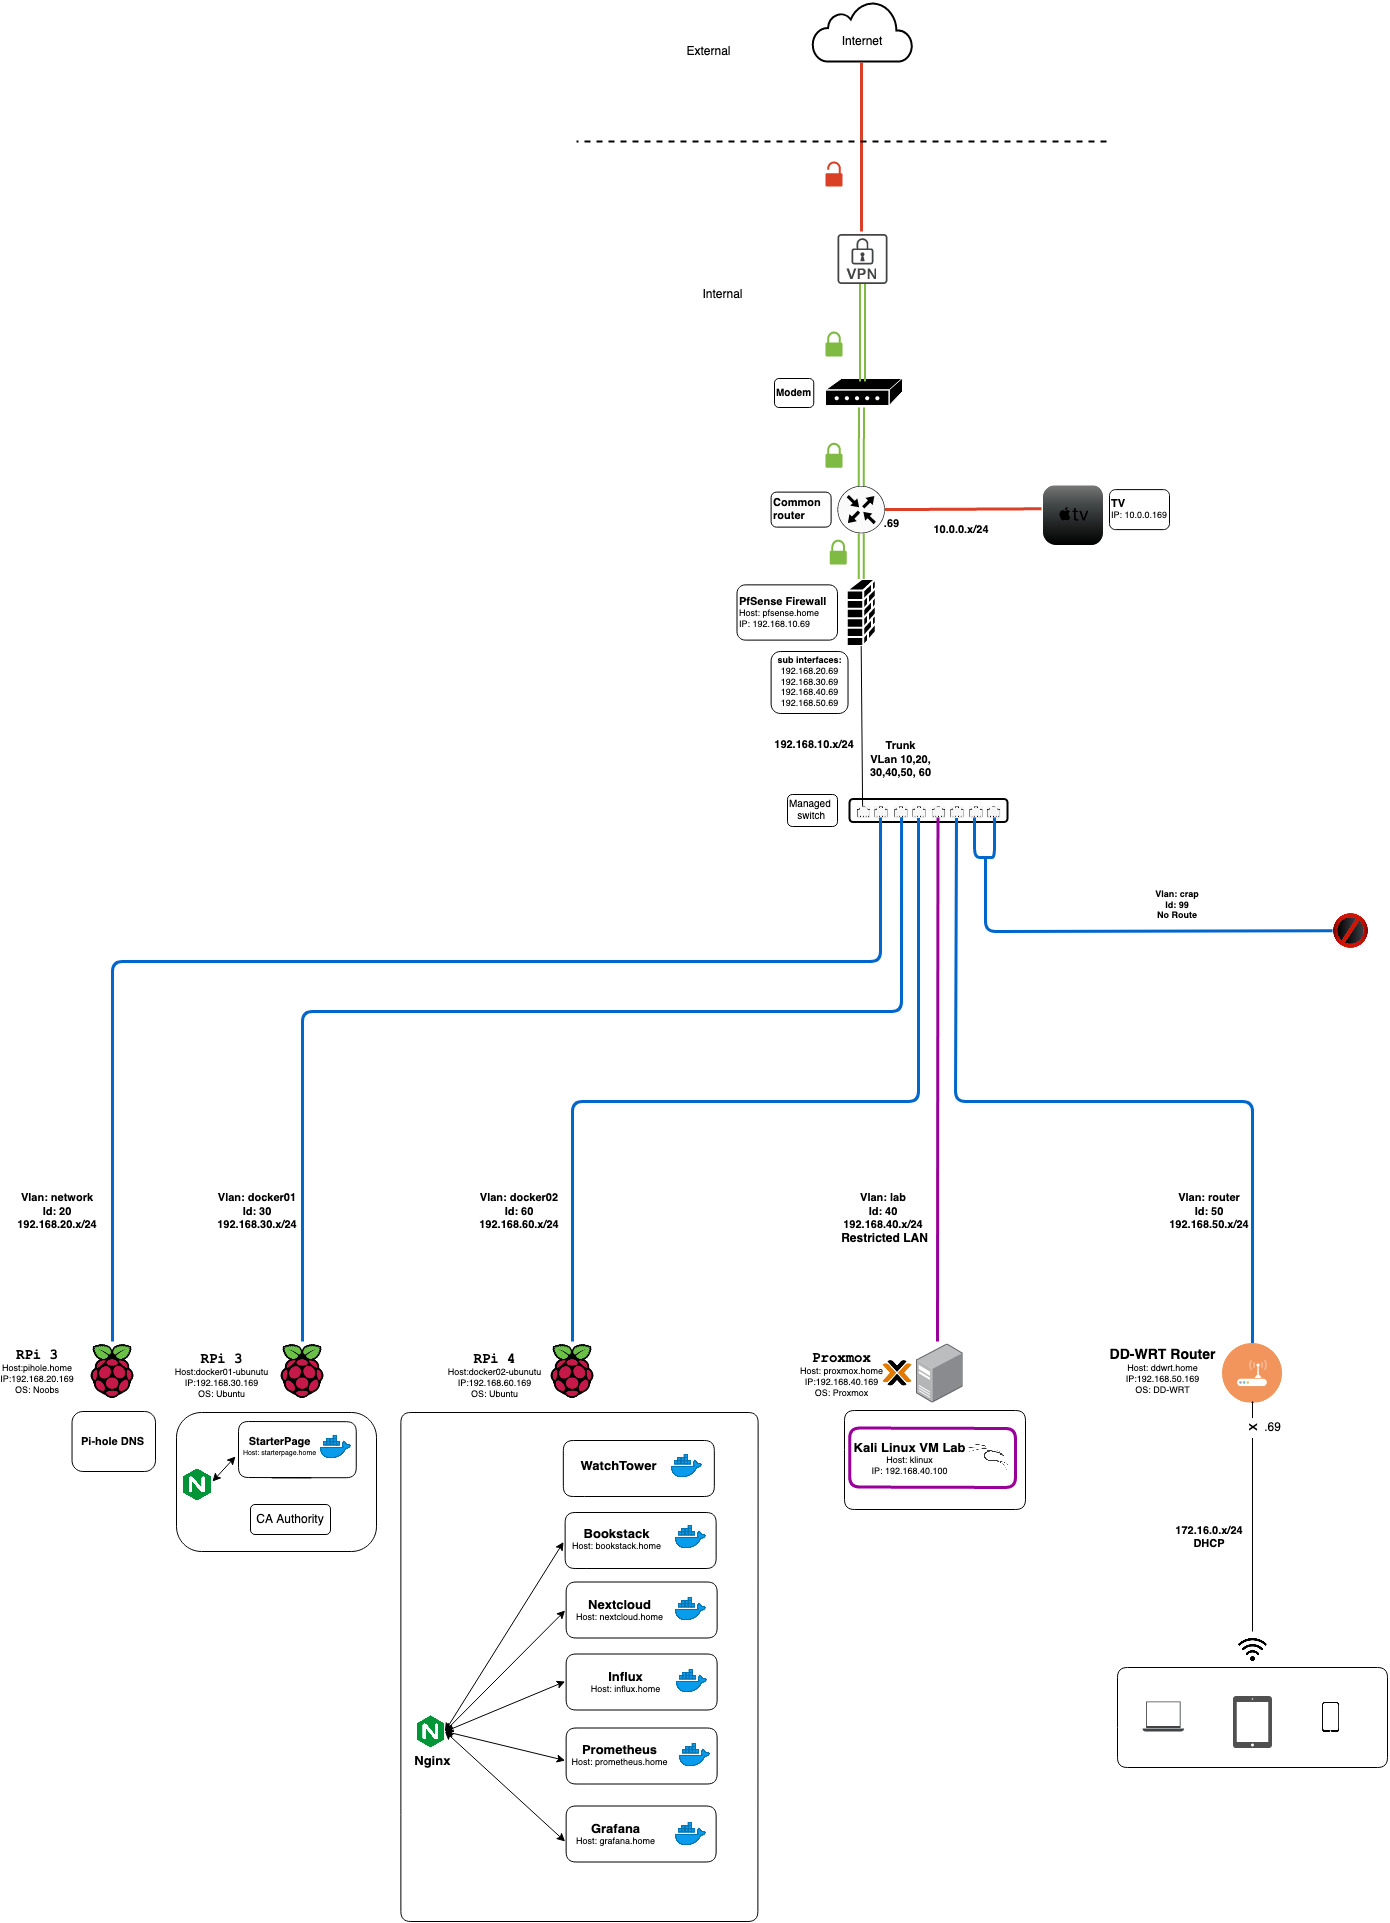 Internet
External
VPN
Internal
Modem
Common
router
.69
10.0.0.x/24
tv
TV
IP: 10.0.0.169
PfSense Firewall
Host: pfsense.home
IP: 192.168.10.69
sub interfaces:
192.168.20.69
192.168.30.69
192.168.40.69
192.168.50.69
192.168.10.x/24
Trunk
VLan 10,20,
30,40,50, 60
Managed
switch
Vlan: crap
Id: 99
No Route
Vlan: network
Id: 20
192.168.20.x/24
Vlan: docker01
Id: 30
192.168.30.x/24
Vlan: docker02
Id: 60
192.168.60.x/24
Vlan: lab
Id: 40
192.168.40.x/24
Restricted LAN
Vlan: router
Id: 50
192.168.50.x/24
RPi 3
Host:pihole.home
IP:192.168.20.169
OS: Noobs
RPi 3
Host:docker01-ubunutu
IP:192.168.30.169
OS: Ubuntu
RPi 4
Host:docker02-ubunutu
IP:192.168.60.169
OS: Ubuntu
Proxmox
Host: proxmox.home
IP:192.168.40.169
OS: Proxmox
DD-WRT Router
Host: ddwrt.home
IP:192.168.50.169
OS: DD-WRT
Pi-hole DNS
StarterPage
Host: starterpage.home
N
CA Authority
WatchTower
Bookstack
Host: bookstack.home
Nextcloud
Host: nextcloud.home
Influx
Host: influx.home
N
Nginx
Prometheus
Host: prometheus.home
Grafana
Host: grafana.home
Kali Linux VM Lab
Host: klinux
IP: 192.168.40.100
x .69
172.16.0.x/24
DHCP